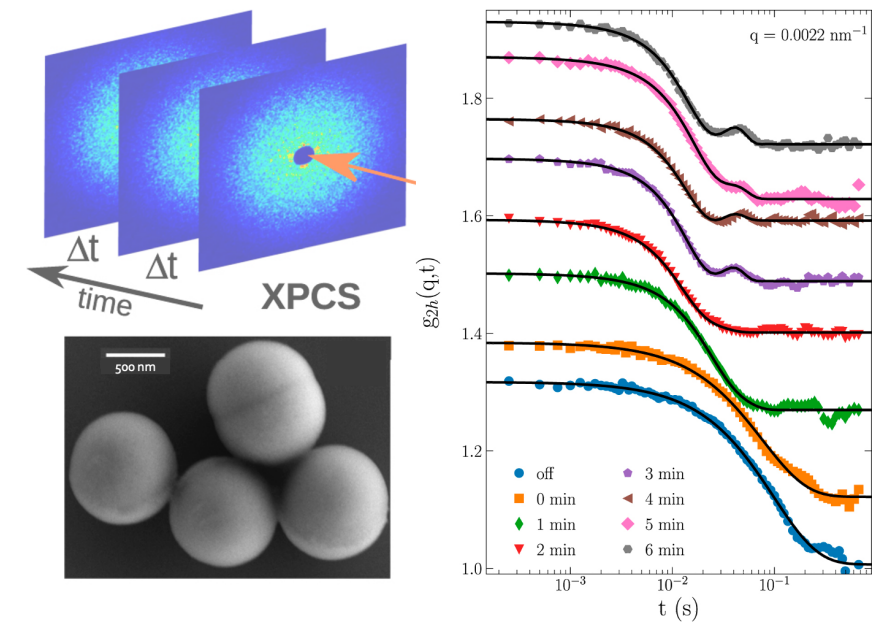 Δt
Δt
time
XPCS
500 nm
g2h(q,t)
q = 0.0022 nm⁻¹
1.8
1.6
1.4
1.2
1.0
off
0 min
1 min
2 min
3 min
4 min
5 min
6 min
10⁻³
10⁻²
10⁻¹
t (s)